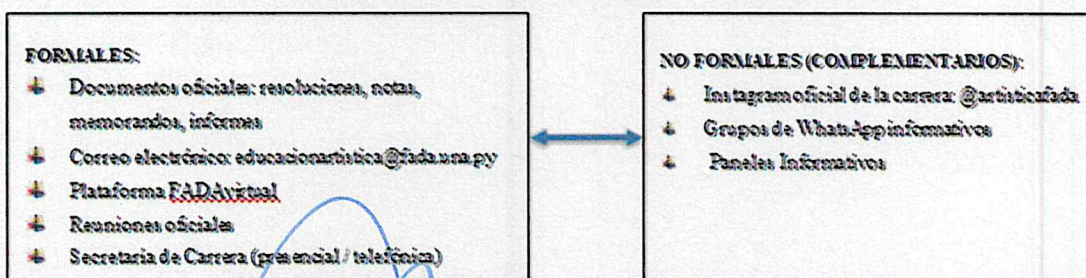 FORMALES:
Documentos oficiales: resoluciones, notas,
memorandos, informes
Correo electrónico: educacionartistica@fada.una.py
Plataforma FADAvirtual
Reuniones oficiales
Secretaria de Carrera (presencial / telefónica)
NO FORMALES (COMPLEMENTARIOS):
Instagram oficial de la carrera: @artisticafada
Grupos de WhatsApp informativos
Paneles Informativos